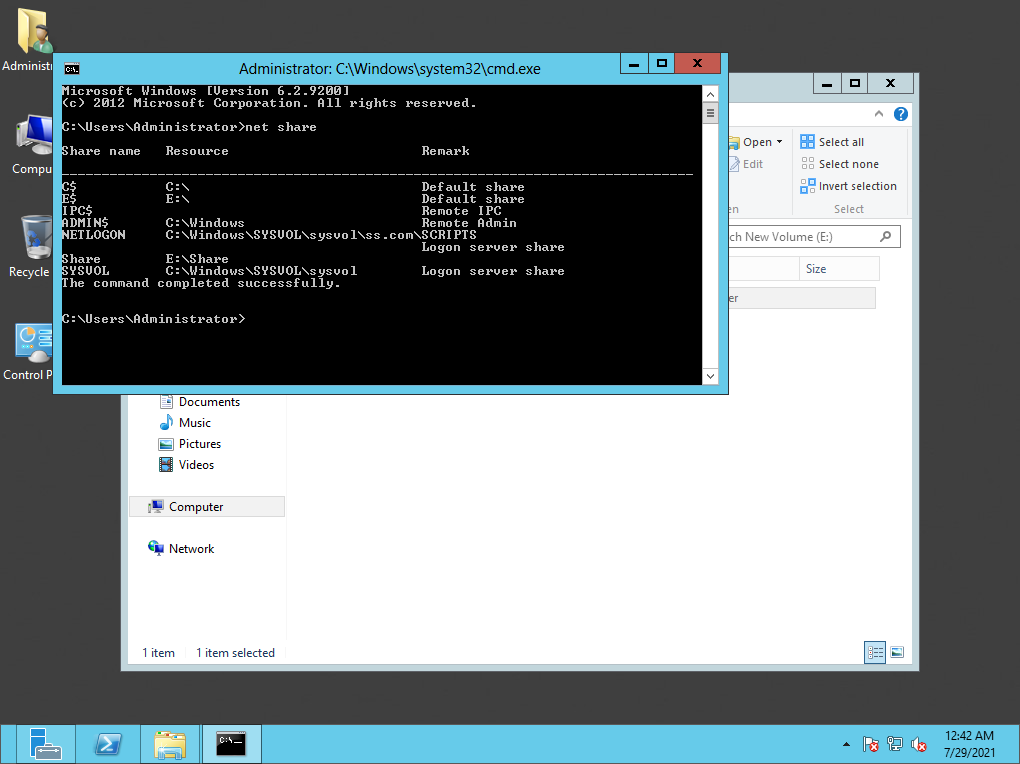 Administr
Compu
Recycle
Control P
Administrator: C:\Windows\system32\cmd.exe
Microsoft Windows [Version 6.2.9200]
(c) 2012 Microsoft Corporation. All rights reserved.
C:\Users\Administrator>net share
Share name Resource Remark
-------------------------------------------------------------------------------
C$ C:\ Default share
E$ E:\ Default share
IPC$ Remote IPC
ADMIN$ C:\Windows Remote Admin
NETLOGON C:\Windows\SYSVOL\sysvol\ss.com\SCRIPTS
Logon server share
Share E:\Share
SYSVOL C:\Windows\SYSVOL\sysvol Logon server share
The command completed successfully.
C:\Users\Administrator>
Open
Edit
en
Select all
Select none
Invert selection
Select
ch New Volume (E:)
Size
er
Documents
Music
Pictures
Videos
Computer
Network
1 item 1 item selected
C:\
12:42 AM
7/29/2021